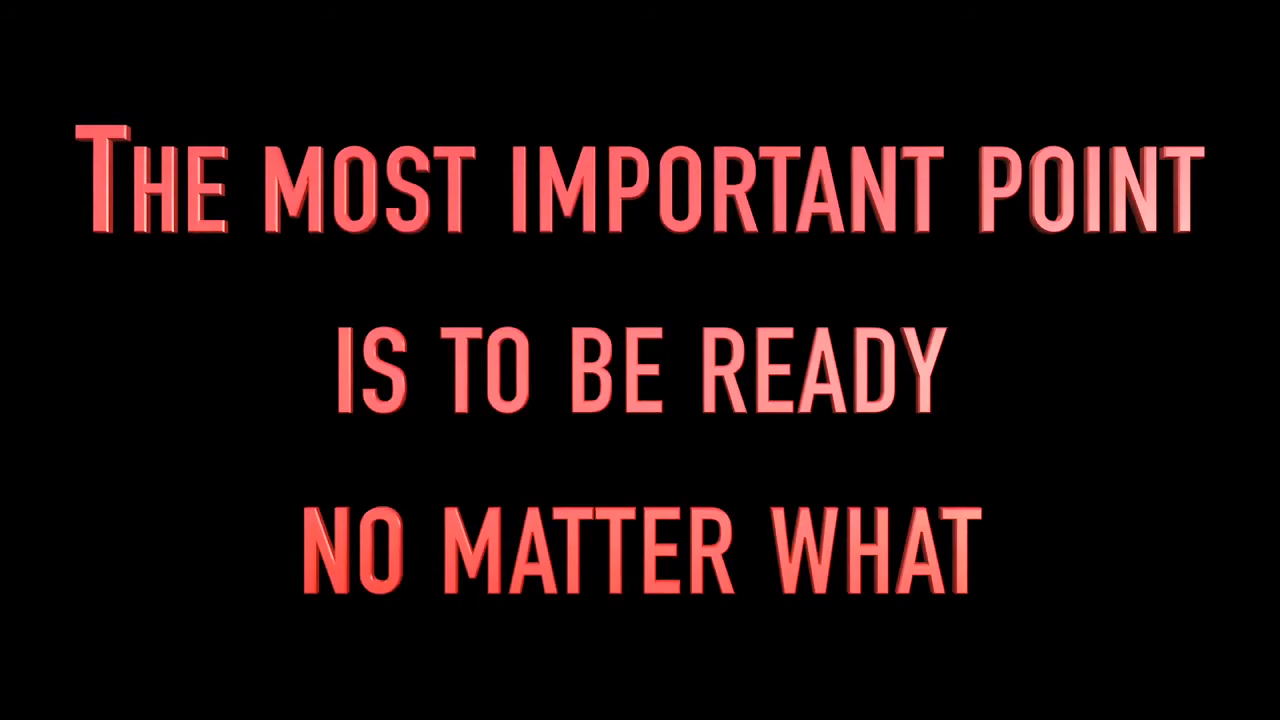 The most important point
is to be ready
no matter what